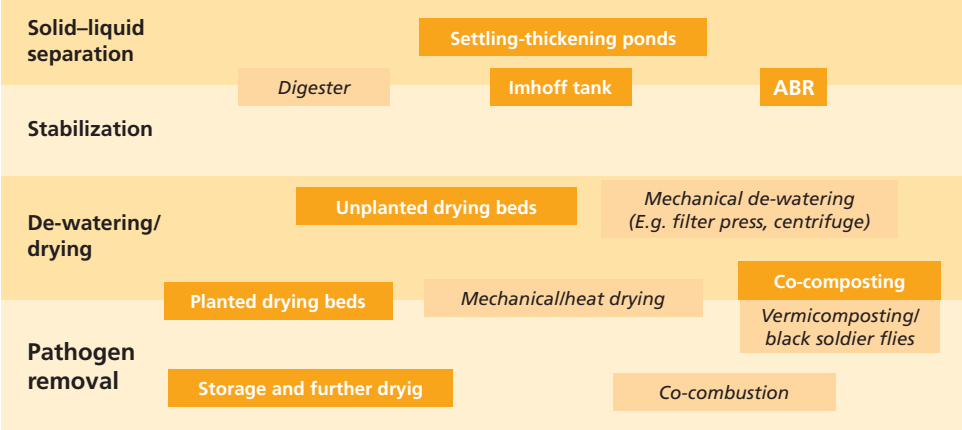 Solid–liquid
separation
Settling-thickening ponds
Digester
Imhoff tank
ABR
Stabilization
De-watering/
drying
Unplanted drying beds
Mechanical de-watering
(E.g. filter press, centrifuge)
Planted drying beds
Mechanical/heat drying
Co-composting
Vermicomposting/
black soldier flies
Pathogen
removal
Storage and further dryig
Co-combustion